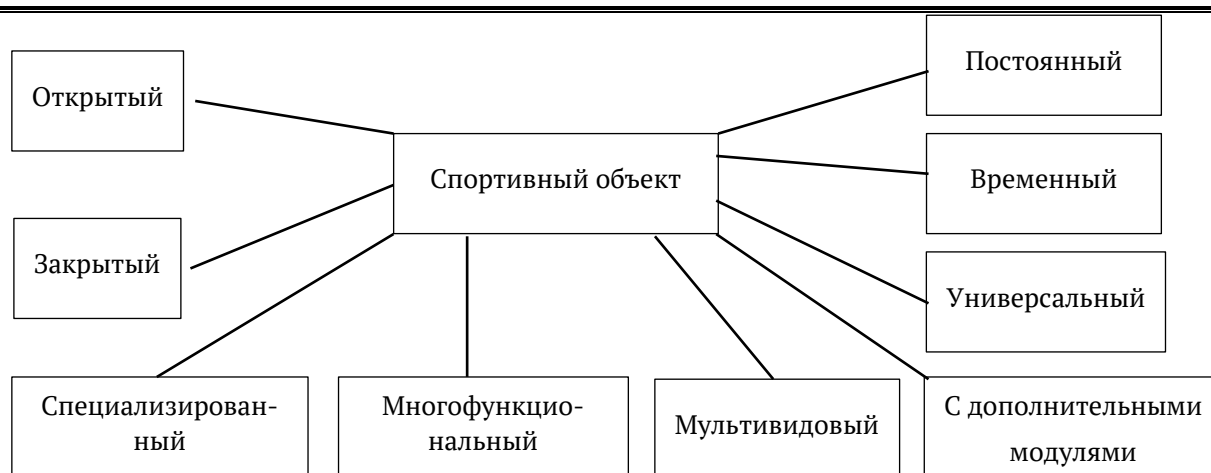 Открытый
Постоянный
Спортивный объект
Временный
Закрытый
Универсальный
Специализирован-
ный
Многофункцио-
нальный
Мультивидовый
С дополнительными
модулями